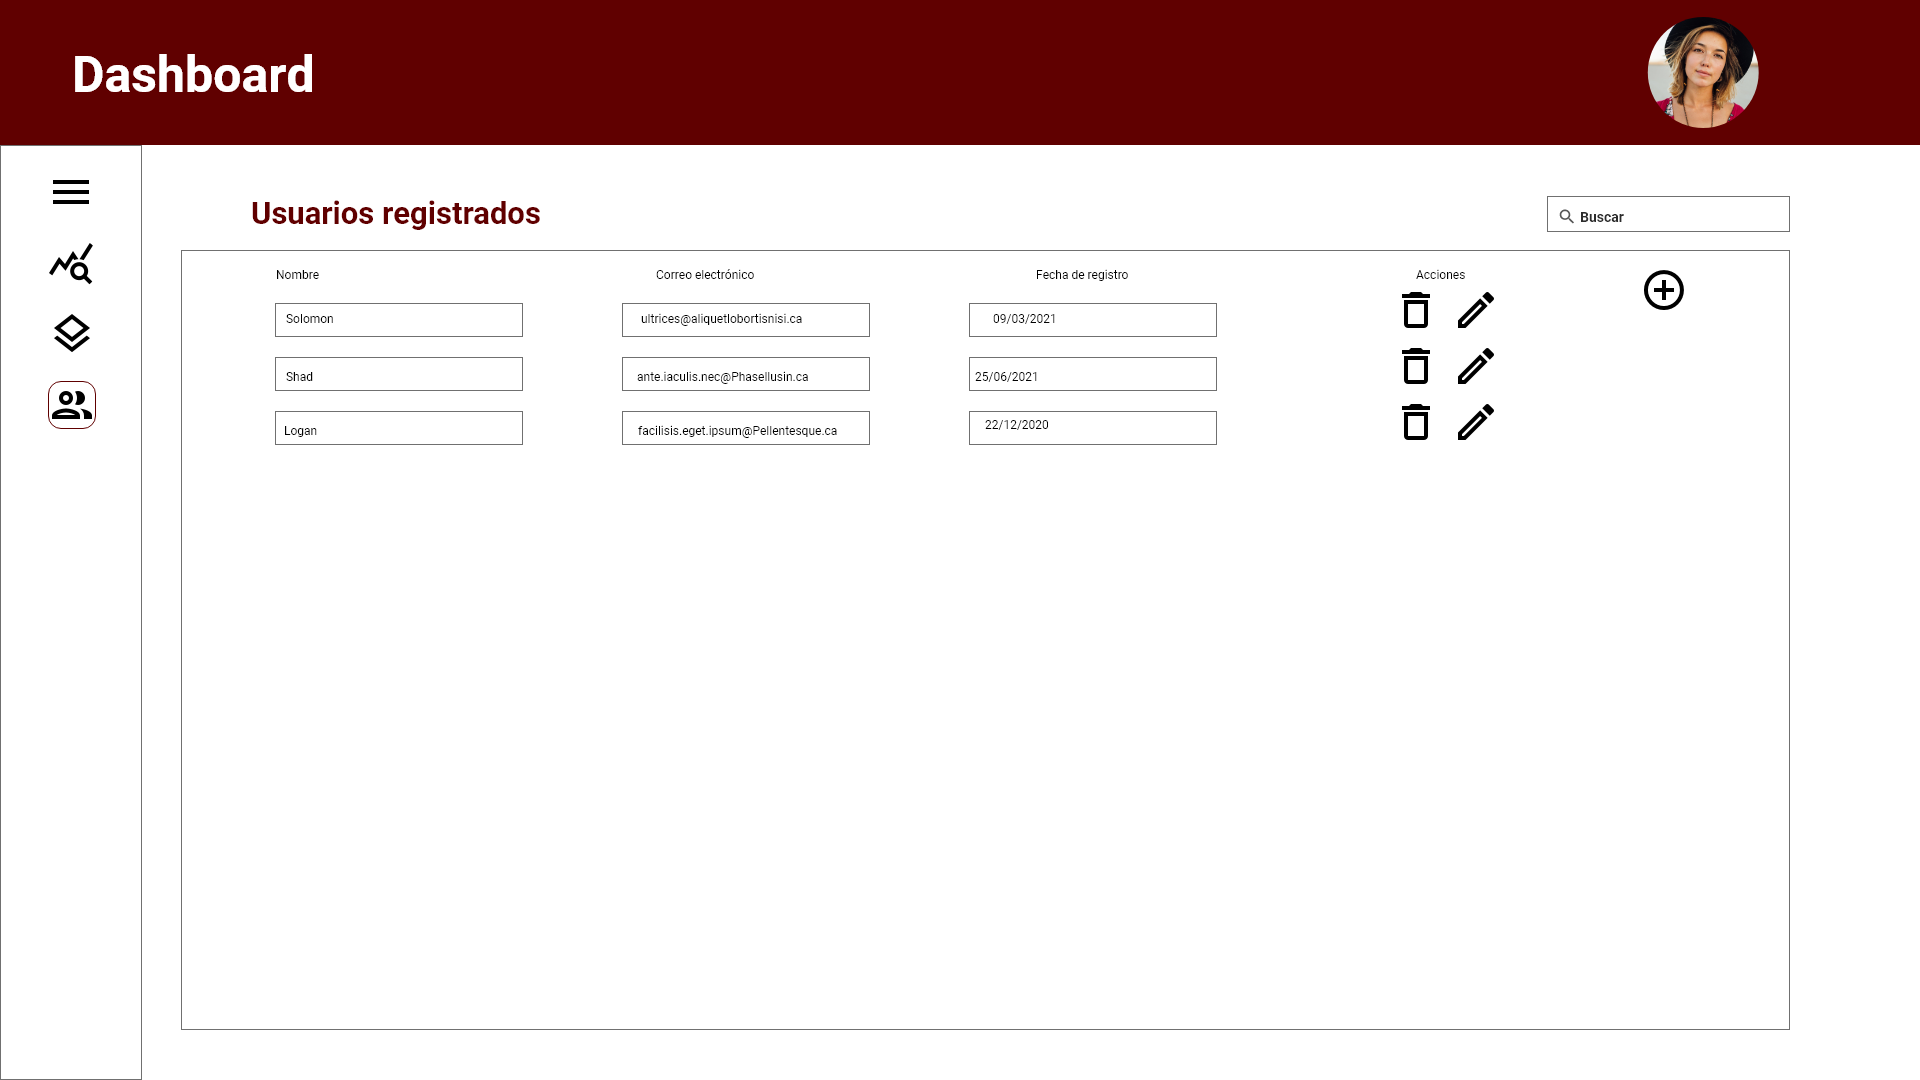 Dashboard
Usuarios registrados
Buscar
Nombre Correo electrónico Fecha de registro Acciones
Solomon ultrices@aliquetlobortisnisi.ca 09/03/2021
Shad ante.iaculis.nec@Phasellusin.ca 25/06/2021
Logan facilisis.eget.ipsum@Pellentesque.ca 22/12/2020